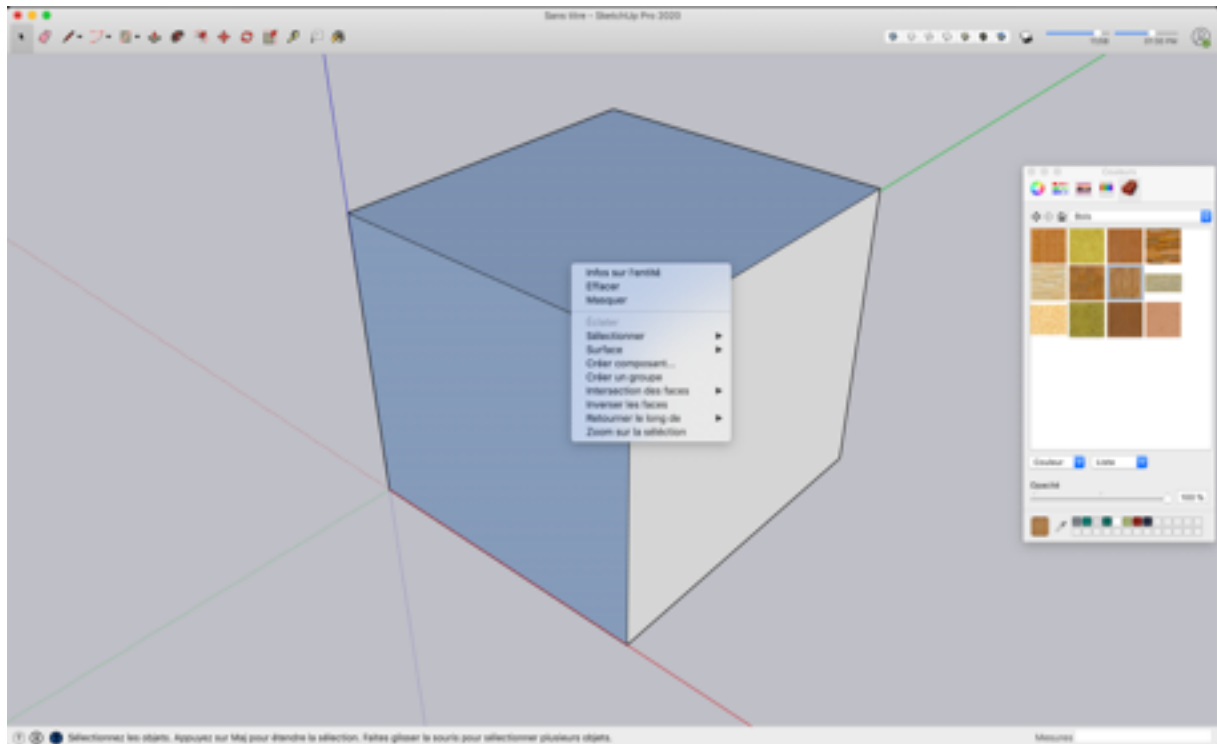 Sans titre - SketchUp Pro 2020
Couleurs
Bois
Infos sur l'entité
Effacer
Masquer
Éclater
Sélectionner
Surface
Créer composant...
Créer un groupe
Intersection des faces
Inverser les faces
Retourner le long de
Zoom sur la sélection
Couleur
Liste
Opacité
100 %
Sélectionnez les objets. Appuyez sur Maj pour étendre la sélection. Faites glisser la souris pour sélectionner plusieurs objets.
Mesures